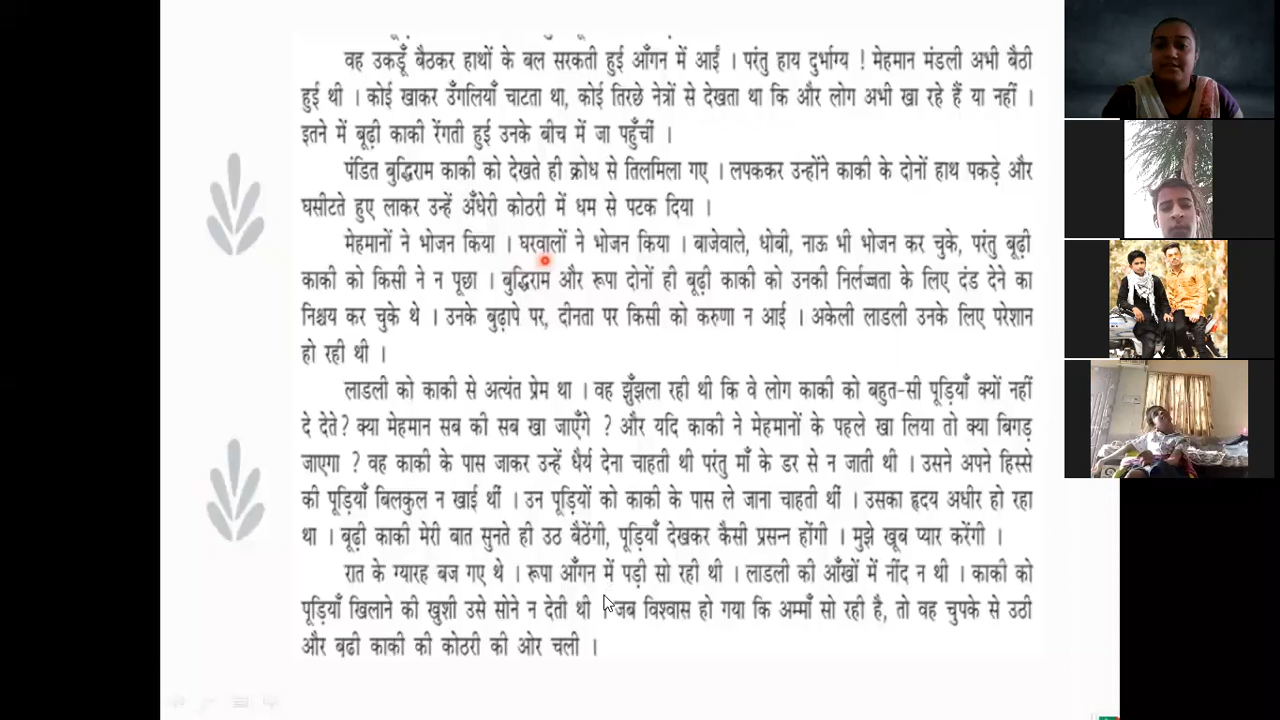 वह उकड़ूँ बैठकर हाथों के बल सरकती हुई आँगन में आईं । परंतु हाय दुर्भाग्य ! मेहमान मंडली अभी बैठी
हुई थी । कोई खाकर उँगलियाँ चाटता था, कोई तिरछे नेत्रों से देखता था कि और लोग अभी खा रहे हैं या नहीं ।
इतने में बूढ़ी काकी रेंगती हुई उनके बीच में जा पहुँचीं ।
पंडित बुद्धिराम काकी को देखते ही क्रोध से तिलमिला गए । लपककर उन्होंने काकी के दोनों हाथ पकड़े और
घसीटते हुए लाकर उन्हें अँधेरी कोठरी में धम से पटक दिया ।
मेहमानों ने भोजन किया । घरवालों ने भोजन किया । बाजेवाले, धोबी, नाऊ भी भोजन कर चुके, परंतु बूढ़ी
काकी को किसी ने न पूछा । बुद्धिराम और रूपा दोनों ही बूढ़ी काकी को उनकी निर्लज्जता के लिए दंड देने का
निश्चय कर चुके थे । उनके बुढ़ापे पर, दीनता पर किसी को करुणा न आई । अकेली लाडली उनके लिए परेशान
हो रही थी ।
लाडली को काकी से अत्यंत प्रेम था । वह झुँझला रही थी कि वे लोग काकी को बहुत-सी पूड़ियाँ क्यों नहीं
दे देते? क्या मेहमान सब की सब खा जाएँगे ? और यदि काकी ने मेहमानों के पहले खा लिया तो क्या बिगड़
जाएगा ? वह काकी के पास जाकर उन्हें धैर्य देना चाहती थी परंतु माँ के डर से न जाती थी । उसने अपने हिस्से
की पूड़ियाँ बिलकुल न खाई थीं । उन पूड़ियों को काकी के पास ले जाना चाहती थीं । उसका हृदय अधीर हो रहा
था । बूढ़ी काकी मेरी बात सुनते ही उठ बैठेंगी, पूड़ियाँ देखकर कैसी प्रसन्न होंगी । मुझे खूब प्यार करेंगी ।
रात के ग्यारह बज गए थे । रूपा आँगन में पड़ी सो रही थी । लाडली की आँखों में नींद न थी । काकी को
पूड़ियाँ खिलाने की खुशी उसे सोने न देती थी । जब विश्वास हो गया कि अम्माँ सो रही है, तो वह चुपके से उठी
और बूढ़ी काकी की कोठरी की ओर चली ।